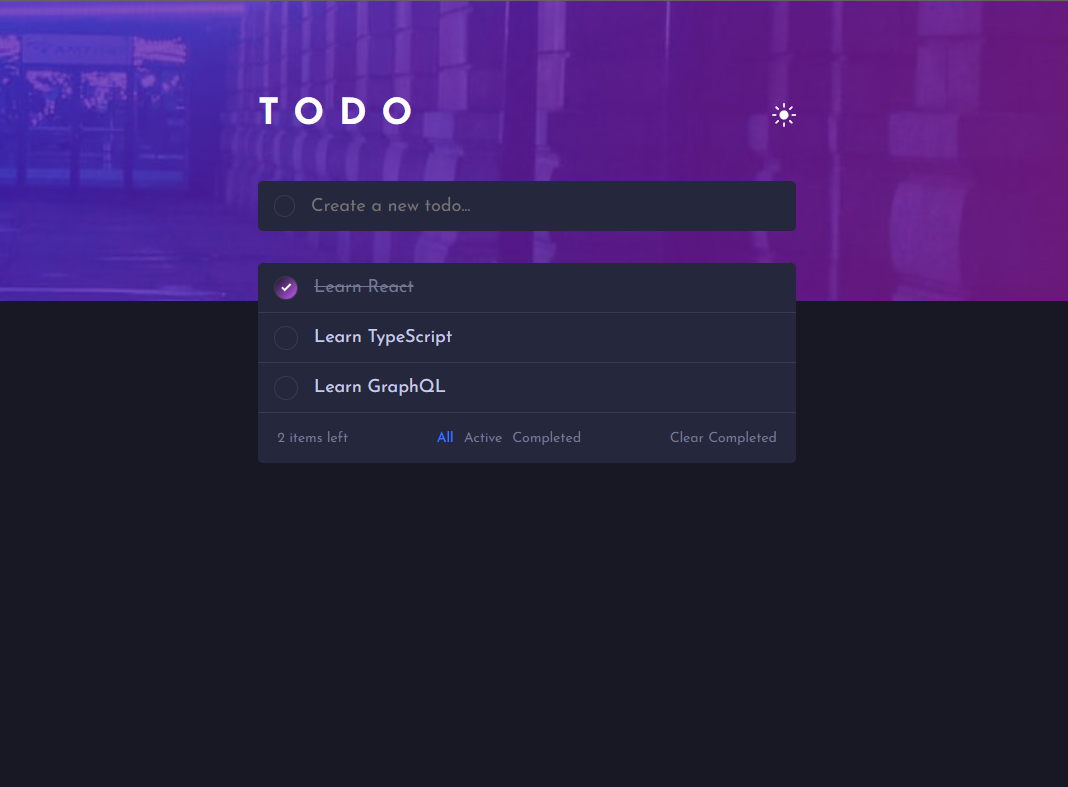 TODO
Create a new todo...
Learn React
Learn TypeScript
Learn GraphQL
2 items left All Active Completed Clear Completed